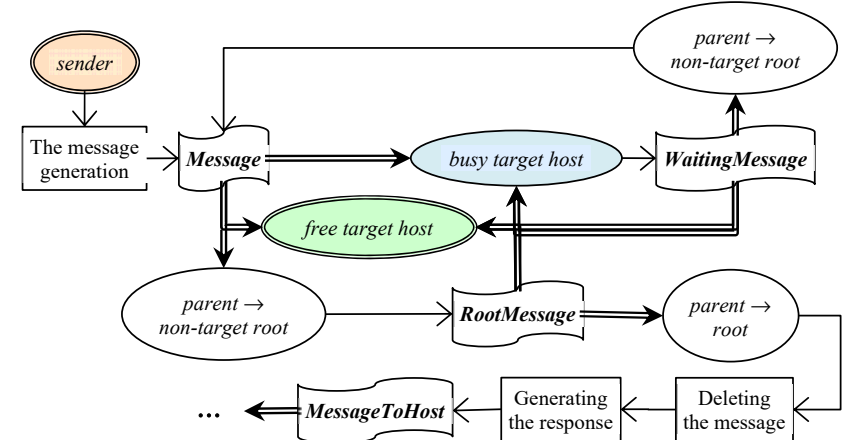 parent →
non-target root
sender
The message
generation
Message
busy target host
WaitingMessage
free target host
parent →
non-target root
RootMessage
parent →
root
... MessageToHost
Generating
the response
Deleting
the message